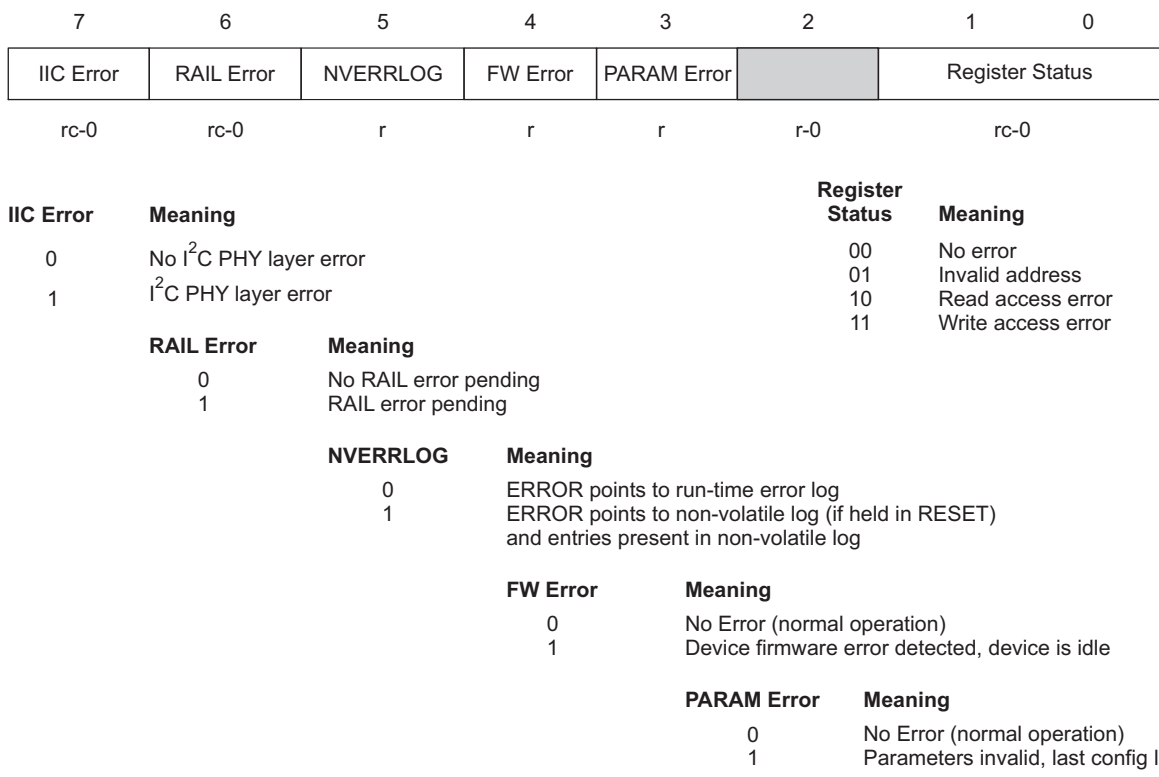 7 6 5 4 3 2 1 0
IIC Error RAIL Error NVERRLOG FW Error PARAM Error Register Status
rc-0 rc-0 r r r r-0 rc-0
Register
Status Meaning
00 No error
01 Invalid address
10 Read access error
11 Write access error
IIC Error Meaning
0 No I²C PHY layer error
1 I²C PHY layer error
RAIL Error Meaning
0 No RAIL error pending
1 RAIL error pending
NVERRLOG Meaning
0 ERROR points to run-time error log
1 ERROR points to non-volatile log (if held in RESET)
and entries present in non-volatile log
FW Error Meaning
0 No Error (normal operation)
1 Device firmware error detected, device is idle
PARAM Error Meaning
0 No Error (normal operation)
1 Parameters invalid, last config